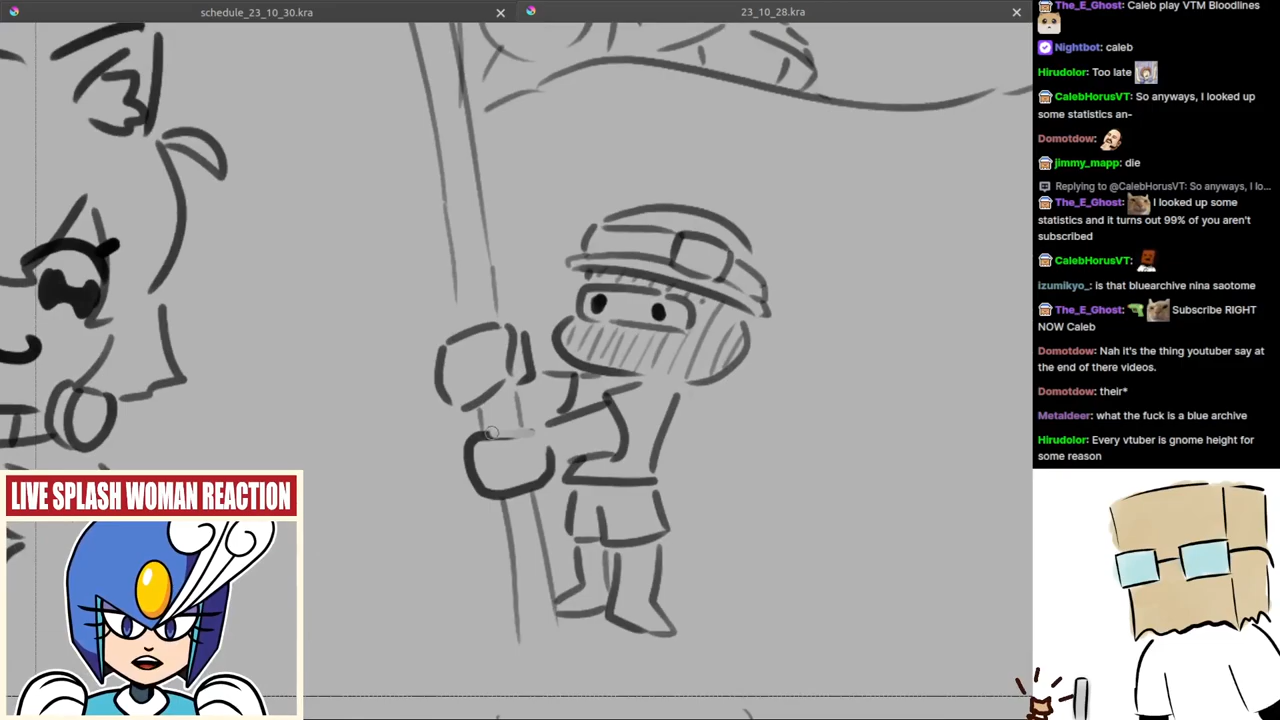 schedule_23_10_30.kra
23_10_28.kra
The_E_Ghost: Caleb play VTM Bloodlines
Nightbot: caleb
Hirudolor: Too late
CalebHorusVT: So anyways, I looked up
some statistics an-
Domotdow:
jimmy_mapp: die
Replying to @CalebHorusVT: So anyways, I lo...
The_E_Ghost: I looked up some
statistics and it turns out 99% of you aren't
subscribed
CalebHorusVT:
izumikyo_: is that bluearchive nina saotome
The_E_Ghost: Subscribe RIGHT
NOW Caleb
Domotdow: Nah it's the thing youtuber say at
the end of there videos.
Domotdow: their*
Metaldeer: what the fuck is a blue archive
Hirudolor: Every vtuber is gnome height for
some reason
LIVE SPLASH WOMAN REACTION